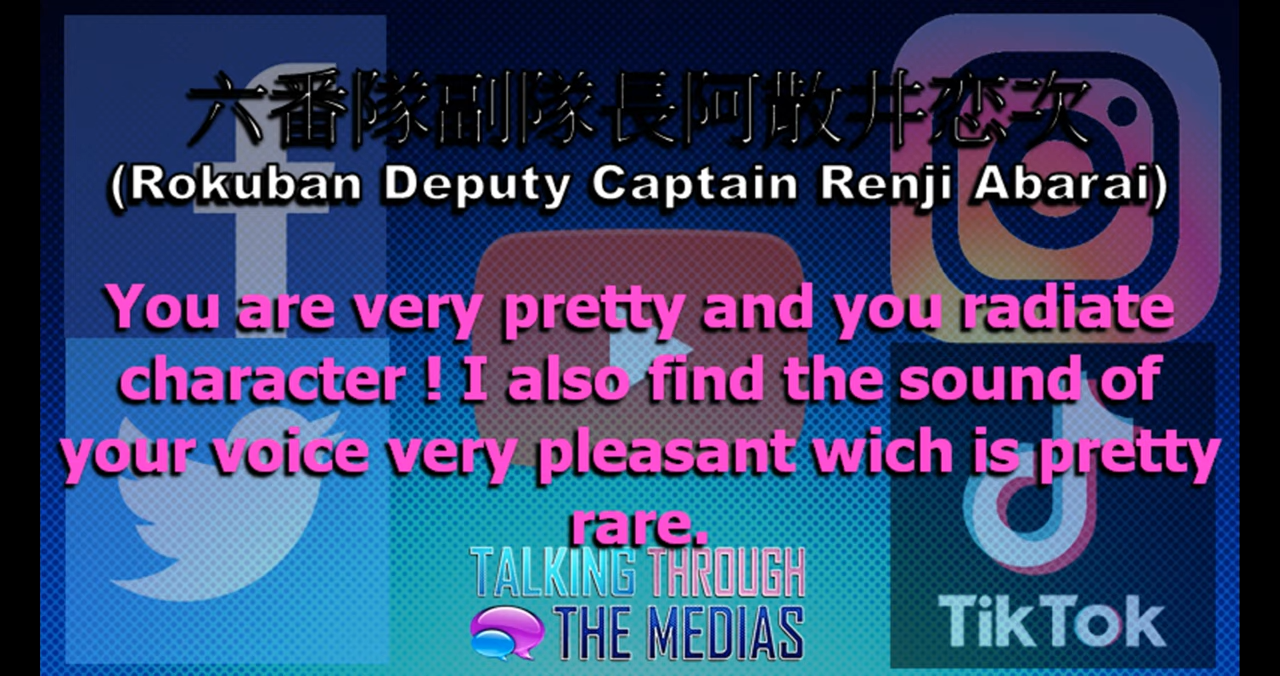 六番隊副隊長阿散井恋次
(Rokuban Deputy Captain Renji Abarai)
You are very pretty and you radiate
character ! I also find the sound of
your voice very pleasant wich is pretty
rare.
TALKING THROUGH
THE MEDIAS
TikTok